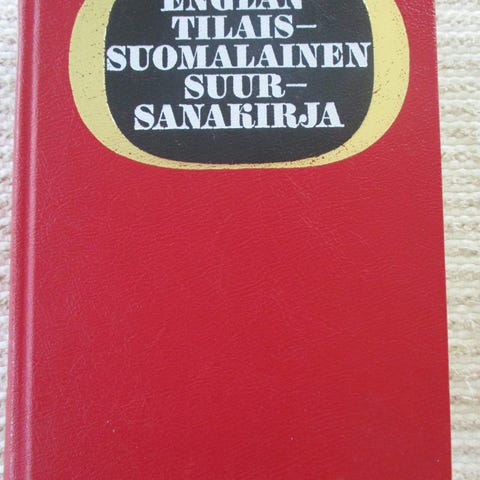 ENGLAN
TILAIS–
SUOMALAINEN
SUUR–
SANAKIRJA